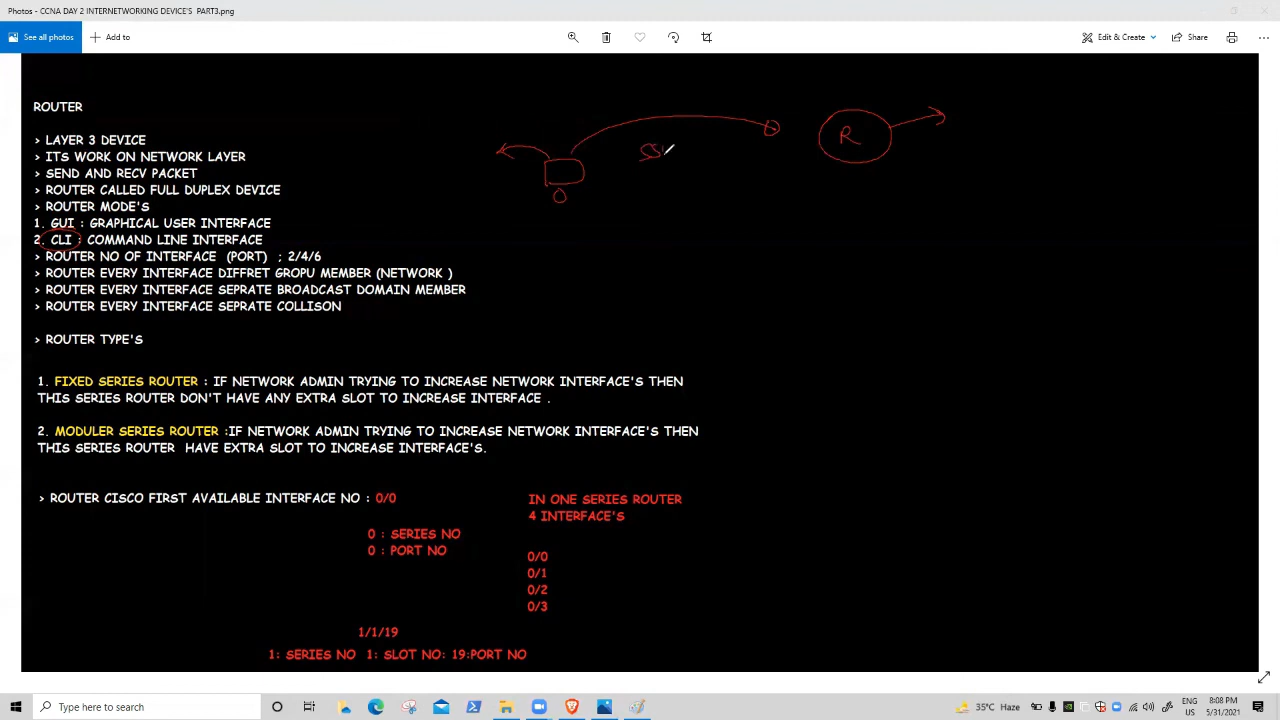 Photos - CCNA DAY 2 INTERNETWORKING DEVICE'S PART3.png
See all photos
Add to
Edit & Create
Share
ROUTER
> LAYER 3 DEVICE
> ITS WORK ON NETWORK LAYER
> SEND AND RECV PACKET
> ROUTER CALLED FULL DUPLEX DEVICE
> ROUTER MODE'S
1. GUI : GRAPHICAL USER INTERFACE
2. CLI : COMMAND LINE INTERFACE
> ROUTER NO OF INTERFACE (PORT) ; 2/4/6
> ROUTER EVERY INTERFACE DIFFRET GROPU MEMBER (NETWORK )
> ROUTER EVERY INTERFACE SEPRATE BROADCAST DOMAIN MEMBER
> ROUTER EVERY INTERFACE SEPRATE COLLISON
R
> ROUTER TYPE'S
1. FIXED SERIES ROUTER : IF NETWORK ADMIN TRYING TO INCREASE NETWORK INTERFACE'S THEN
THIS SERIES ROUTER DON'T HAVE ANY EXTRA SLOT TO INCREASE INTERFACE .
2. MODULER SERIES ROUTER :IF NETWORK ADMIN TRYING TO INCREASE NETWORK INTERFACE'S THEN
THIS SERIES ROUTER HAVE EXTRA SLOT TO INCREASE INTERFACE'S.
> ROUTER CISCO FIRST AVAILABLE INTERFACE NO : 0/0
0 : SERIES NO
0 : PORT NO
IN ONE SERIES ROUTER
4 INTERFACE'S
0/0
0/1
0/2
0/3
1/1/19
1: SERIES NO 1: SLOT NO: 19:PORT NO
Type here to search
35°C Haze
ENG
US
8:08 PM
5/31/2021